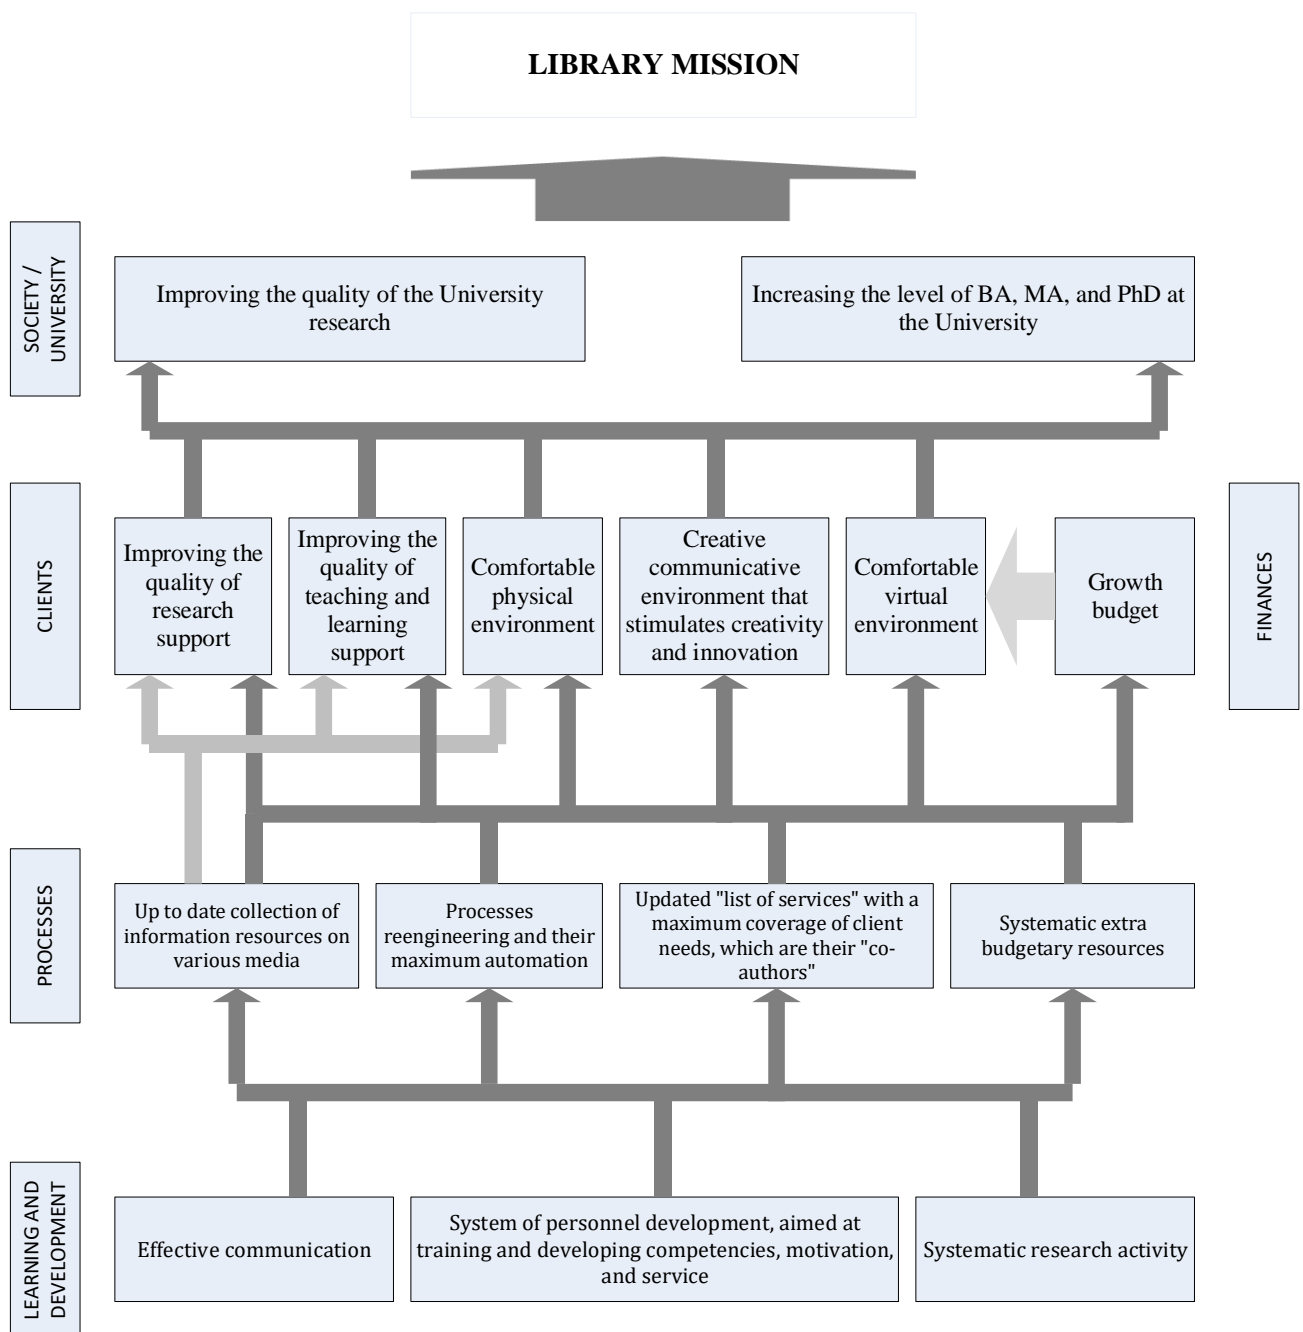 LIBRARY MISSION
SOCIETY /
UNIVERSITY
Improving the quality of the University
research
Increasing the level of BA, MA, and PhD at
the University
CLIENTS
Improving the
quality of
research
support
Improving the
quality of
teaching and
learning
support
Comfortable
physical
environment
Creative
communicative
environment that
stimulates creativity
and innovation
Comfortable
virtual
environment
Growth
budget
FINANCES
PROCESSES
Up to date collection of
information resources on
various media
Processes
reengineering and their
maximum automation
Updated "list of services" with a
maximum coverage of client
needs, which are their "co-
authors"
Systematic extra
budgetary resources
LEARNING AND
DEVELOPMENT
Effective communication
System of personnel development, aimed at
training and developing competencies, motivation,
and service
Systematic research activity